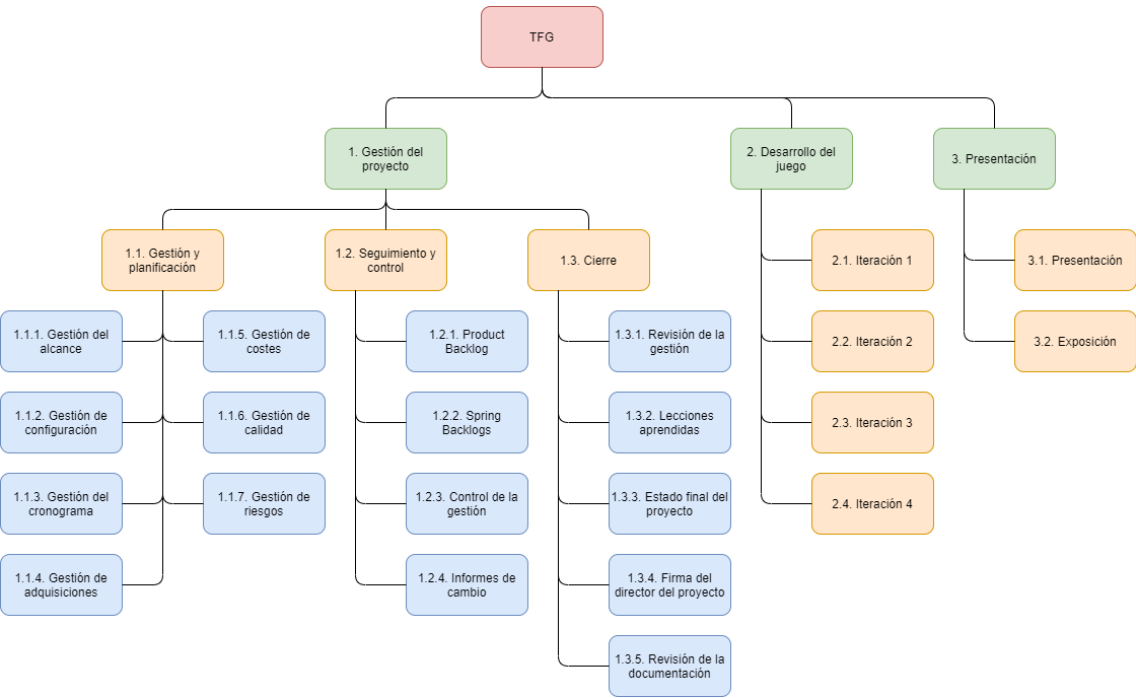 TFG
1. Gestión del
proyecto
2. Desarrollo del
juego
3. Presentación
1.1. Gestión y
planificación
1.2. Seguimiento y
control
1.3. Cierre
2.1. Iteración 1
3.1. Presentación
1.1.1. Gestión del
alcance
1.1.5. Gestión de
costes
1.2.1. Product
Backlog
1.3.1. Revisión de la
gestión
2.2. Iteración 2
3.2. Exposición
1.1.2. Gestión de
configuración
1.1.6. Gestión de
calidad
1.2.2. Spring
Backlogs
1.3.2. Lecciones
aprendidas
2.3. Iteración 3
1.1.3. Gestión del
cronograma
1.1.7. Gestión de
riesgos
1.2.3. Control de la
gestión
1.3.3. Estado final del
proyecto
2.4. Iteración 4
1.1.4. Gestión de
adquisiciones
1.2.4. Informes de
cambio
1.3.4. Firma del
director del proyecto
1.3.5. Revisión de la
documentación